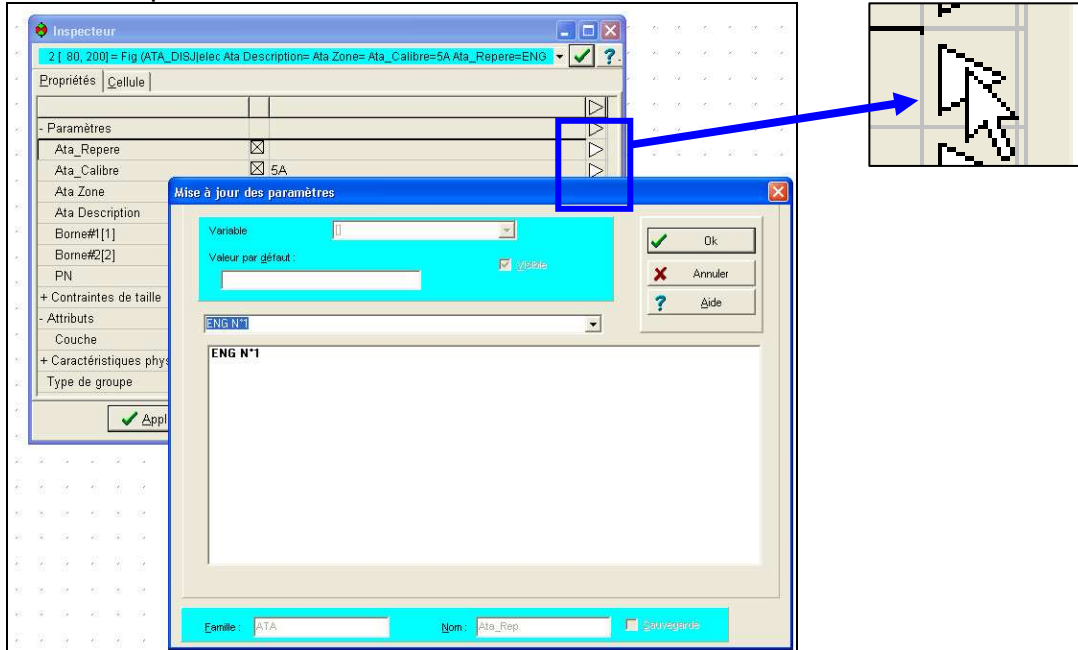 Inspecteur
2 [ 80, 200] = Fig (ATA_DISJ|elec Ata Description= Ata Zone= Ata_Calibre=5A Ata_Repere=ENG
Propriétés Cellule
- Paramètres
Ata_Repere
Ata_Calibre 5A
Ata Zone
Ata Description
Borne#1[1]
Borne#2[2]
PN
+ Contraintes de taille
- Attributs
Couche
+ Caractéristiques phys
Type de groupe
Appl
Mise à jour des paramètres
Variable []
Valeur par défaut :
Visible
Ok
Annuler
Aide
ENG N°1
ENG N°1
Famille : ATA Nom : Ata_Rep Sauvegarde